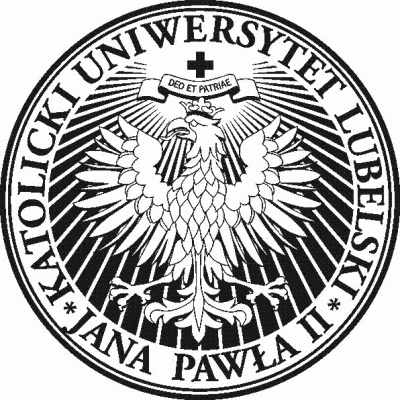 KATOLICKI UNIWERSYTET LUBELSKI
* JANA PAWŁA II *
DEO ET PATRIAE